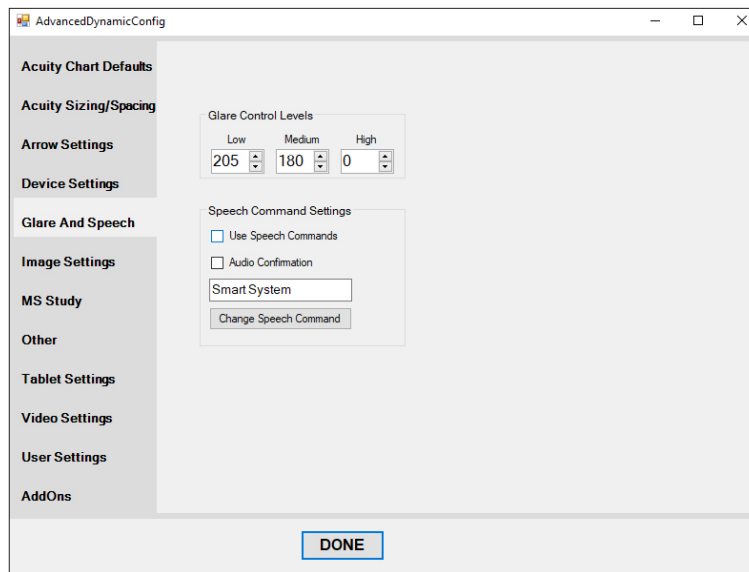 AdvancedDynamicConfig
Acuity Chart Defaults
Acuity Sizing/Spacing
Arrow Settings
Device Settings
Glare And Speech
Image Settings
MS Study
Other
Tablet Settings
Video Settings
User Settings
AddOns
Glare Control Levels
Low Medium High
205 180 0
Speech Command Settings
Use Speech Commands
Audio Confirmation
Smart System
Change Speech Command
DONE